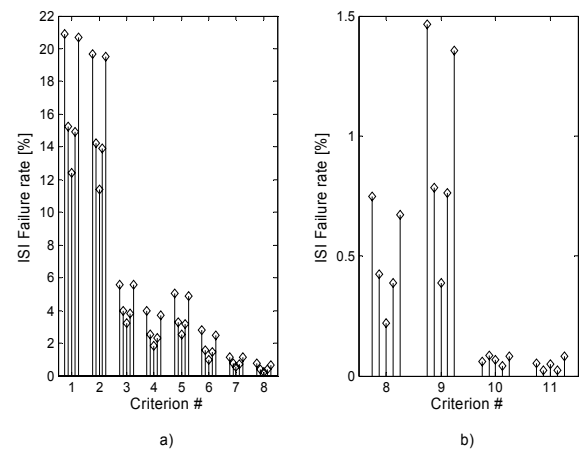 22
20
18
16
14
12
10
8
6
4
2
0
ISI Failure rate [%]
1 2 3 4 5 6 7 8
Criterion #
a)
1.5
1
0.5
0
ISI Failure rate [%]
8 9 10 11
Criterion #
b)